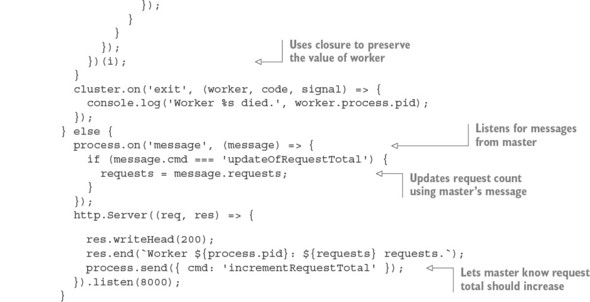 });
}
}
});
})(i);
Uses closure to preserve
the value of worker
}
cluster.on('exit', (worker, code, signal) => {
console.log('Worker %s died.', worker.process.pid);
});
} else {
process.on('message', (message) => {
Listens for messages
from master
if (message.cmd === 'updateOfRequestTotal') {
requests = message.requests;
Updates request count
using master's message
}
});
http.Server((req, res) => {
res.writeHead(200);
res.end(`Worker ${process.pid}: ${requests} requests.`);
process.send({ cmd: 'incrementRequestTotal' });
Lets master know request
total should increase
}).listen(8000);
}